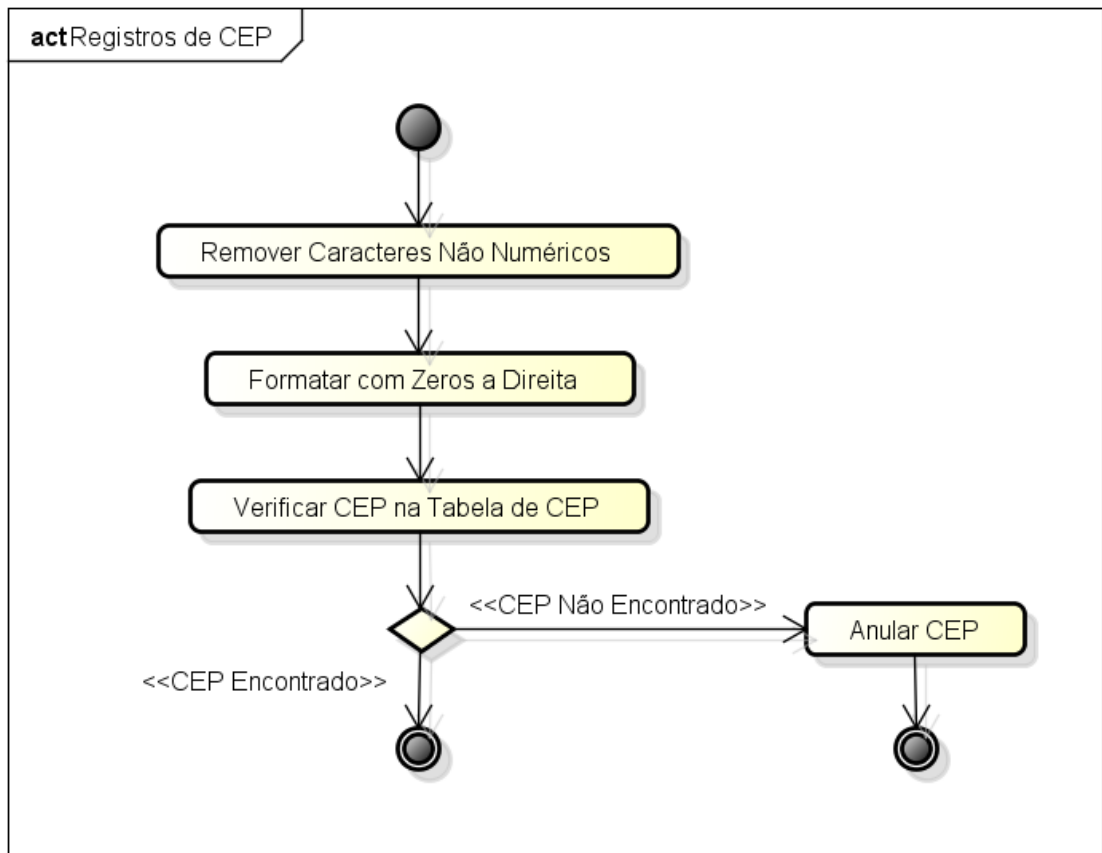 act Registros de CEP
Remover Caracteres Não Numéricos
Formatar com Zeros a Direita
Verificar CEP na Tabela de CEP
<<CEP Não Encontrado>>
Anular CEP
<<CEP Encontrado>>